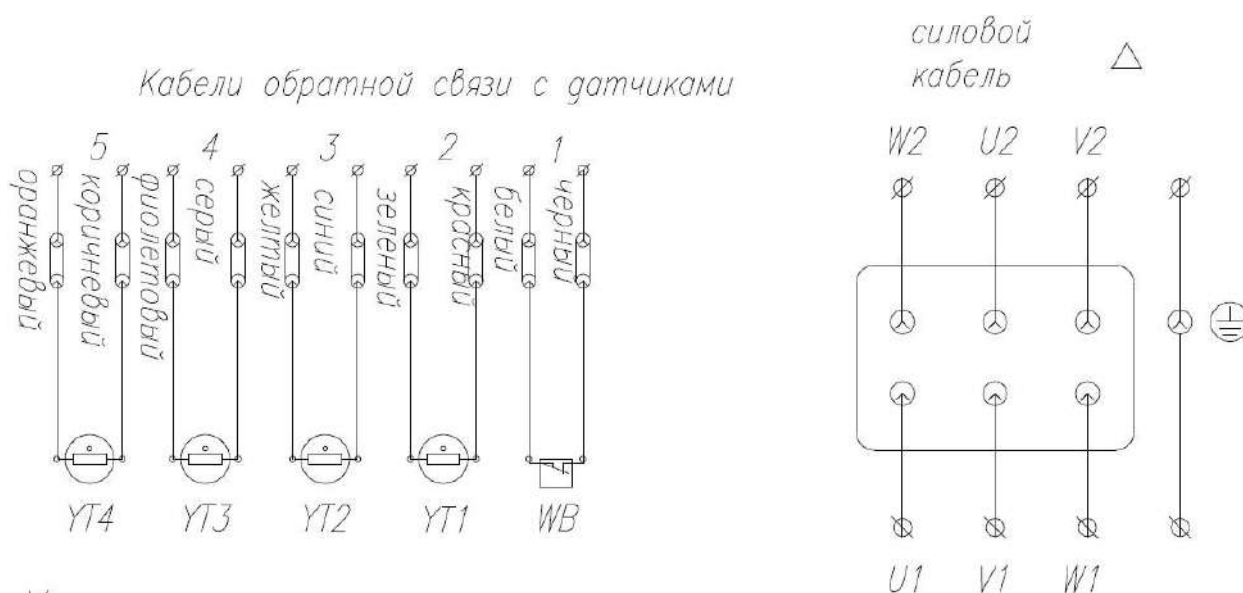 силовой
кабель
Кабели обратной связи с датчиками
5 4 3 2 1
оранжевый
коричневый
фиолетовый
серый
желтый
синий
зеленый
красный
белый
черный
YT4 YT3 YT2 YT1 WB
W2 U2 V2
U1 V1 W1